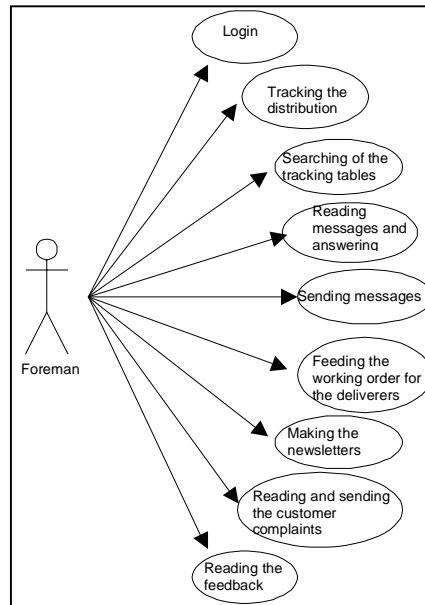 Login
Tracking the
distribution
Searching of the
tracking tables
Reading
messages and
answering
Sending messages
Foreman
Feeding the
working order for
the deliverers
Making the
newsletters
Reading and sending
the customer
complaints
Reading the
feedback